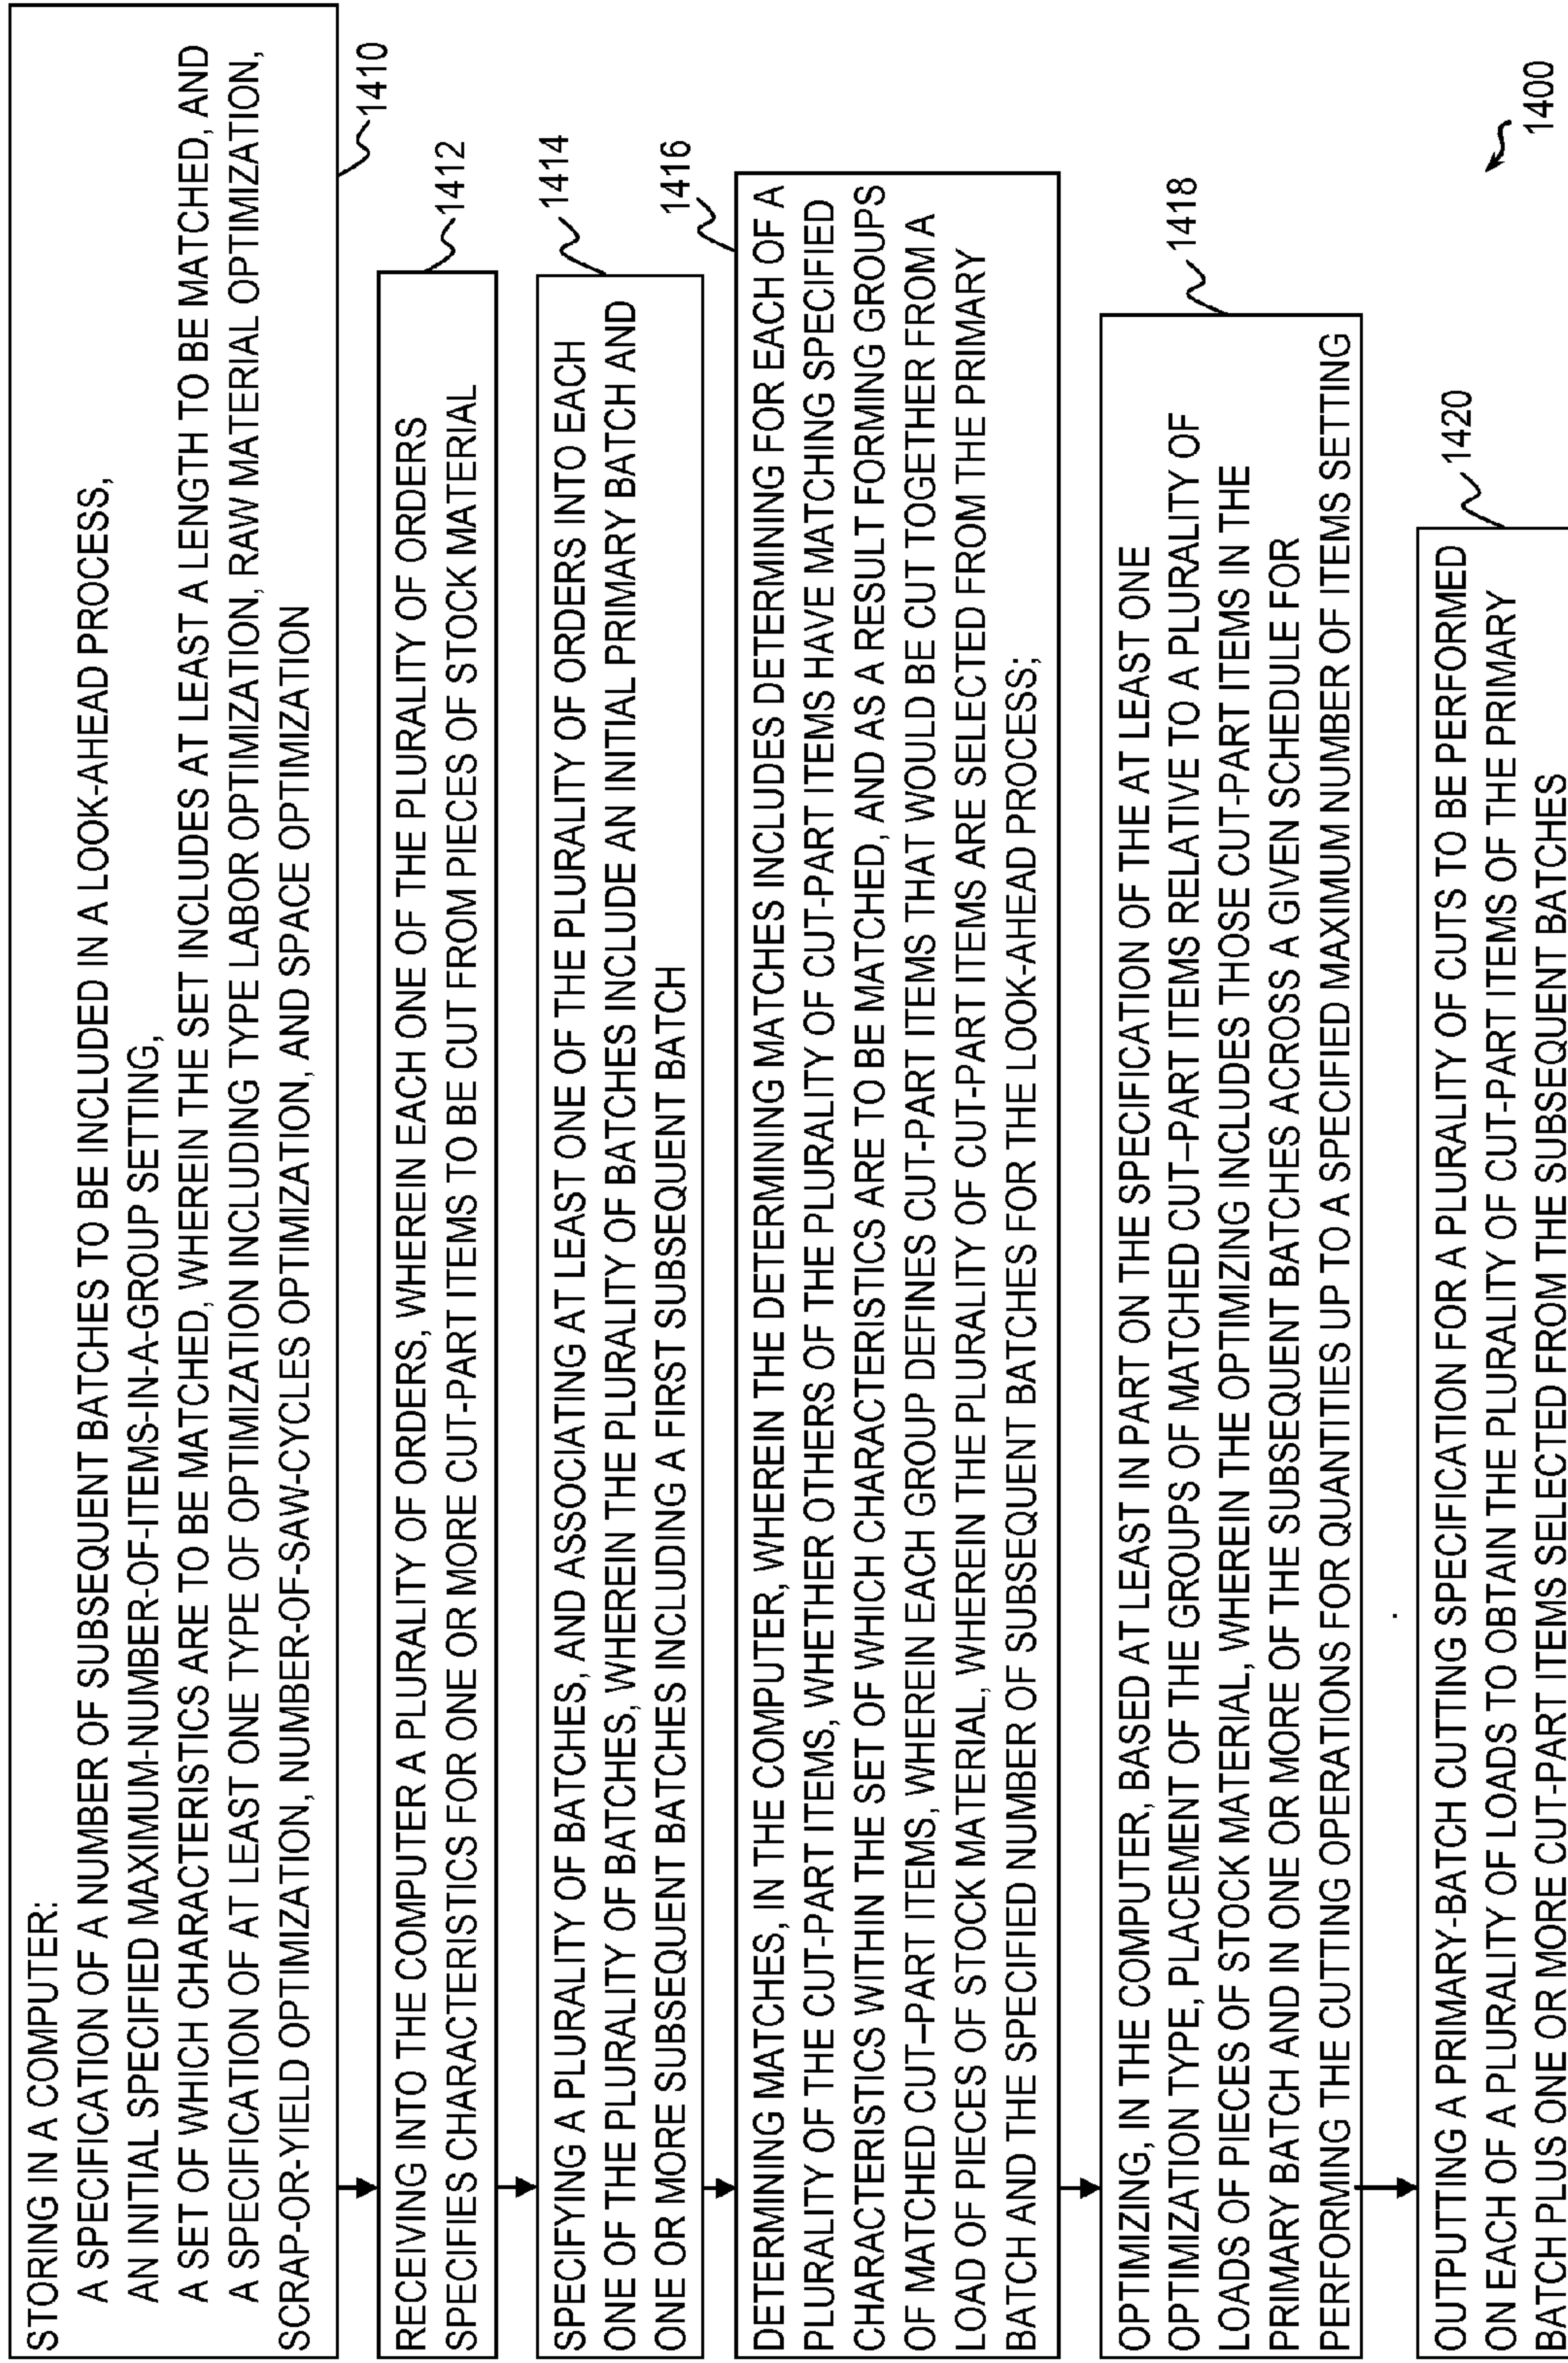 STORING IN A COMPUTER:
A SPECIFICATION OF A NUMBER OF SUBSEQUENT BATCHES TO BE INCLUDED IN A LOOK-AHEAD PROCESS,
AN INITIAL SPECIFIED MAXIMUM-NUMBER-OF-ITEMS-IN-A-GROUP SETTING,
A SET OF WHICH CHARACTERISTICS ARE TO BE MATCHED, WHEREIN THE SET INCLUDES AT LEAST A LENGTH TO BE MATCHED, AND
A SPECIFICATION OF AT LEAST ONE TYPE OF OPTIMIZATION INCLUDING TYPE LABOR OPTIMIZATION, RAW MATERIAL OPTIMIZATION,
SCRAP-OR-YIELD OPTIMIZATION, NUMBER-OF-SAW-CYCLES OPTIMIZATION, AND SPACE OPTIMIZATION
1410
RECEIVING INTO THE COMPUTER A PLURALITY OF ORDERS, WHEREIN EACH ONE OF THE PLURALITY OF ORDERS
SPECIFIES CHARACTERISTICS FOR ONE OR MORE CUT-PART ITEMS TO BE CUT FROM PIECES OF STOCK MATERIAL
1412
SPECIFYING A PLURALITY OF BATCHES, AND ASSOCIATING AT LEAST ONE OF THE PLURALITY OF ORDERS INTO EACH
ONE OF THE PLURALITY OF BATCHES, WHEREIN THE PLURALITY OF BATCHES INCLUDE AN INITIAL PRIMARY BATCH AND
ONE OR MORE SUBSEQUENT BATCHES INCLUDING A FIRST SUBSEQUENT BATCH
1414
DETERMINING MATCHES, IN THE COMPUTER, WHEREIN THE DETERMINING MATCHES INCLUDES DETERMINING FOR EACH OF A
PLURALITY OF THE CUT-PART ITEMS, WHETHER OTHERS OF THE PLURALITY OF CUT-PART ITEMS HAVE MATCHING SPECIFIED
CHARACTERISTICS WITHIN THE SET OF WHICH CHARACTERISTICS ARE TO BE MATCHED, AND AS A RESULT FORMING GROUPS
OF MATCHED CUT–PART ITEMS, WHEREIN EACH GROUP DEFINES CUT-PART ITEMS THAT WOULD BE CUT TOGETHER FROM A
LOAD OF PIECES OF STOCK MATERIAL, WHEREIN THE PLURALITY OF CUT-PART ITEMS ARE SELECTED FROM THE PRIMARY
BATCH AND THE SPECIFIED NUMBER OF SUBSEQUENT BATCHES FOR THE LOOK-AHEAD PROCESS;
1416
OPTIMIZING, IN THE COMPUTER, BASED AT LEAST IN PART ON THE SPECIFICATION OF THE AT LEAST ONE
OPTIMIZATION TYPE, PLACEMENT OF THE GROUPS OF MATCHED CUT–PART ITEMS RELATIVE TO A PLURALITY OF
LOADS OF PIECES OF STOCK MATERIAL, WHEREIN THE OPTIMIZING INCLUDES THOSE CUT-PART ITEMS IN THE
PRIMARY BATCH AND IN ONE OR MORE OF THE SUBSEQUENT BATCHES ACROSS A GIVEN SCHEDULE FOR
PERFORMING THE CUTTING OPERATIONS FOR QUANTITIES UP TO A SPECIFIED MAXIMUM NUMBER OF ITEMS SETTING
1418
OUTPUTTING A PRIMARY-BATCH CUTTING SPECIFICATION FOR A PLURALITY OF CUTS TO BE PERFORMED
ON EACH OF A PLURALITY OF LOADS TO OBTAIN THE PLURALITY OF CUT-PART ITEMS OF THE PRIMARY
BATCH PLUS ONE OR MORE CUT-PART ITEMS SELECTED FROM THE SUBSEQUENT BATCHES
1420
1400